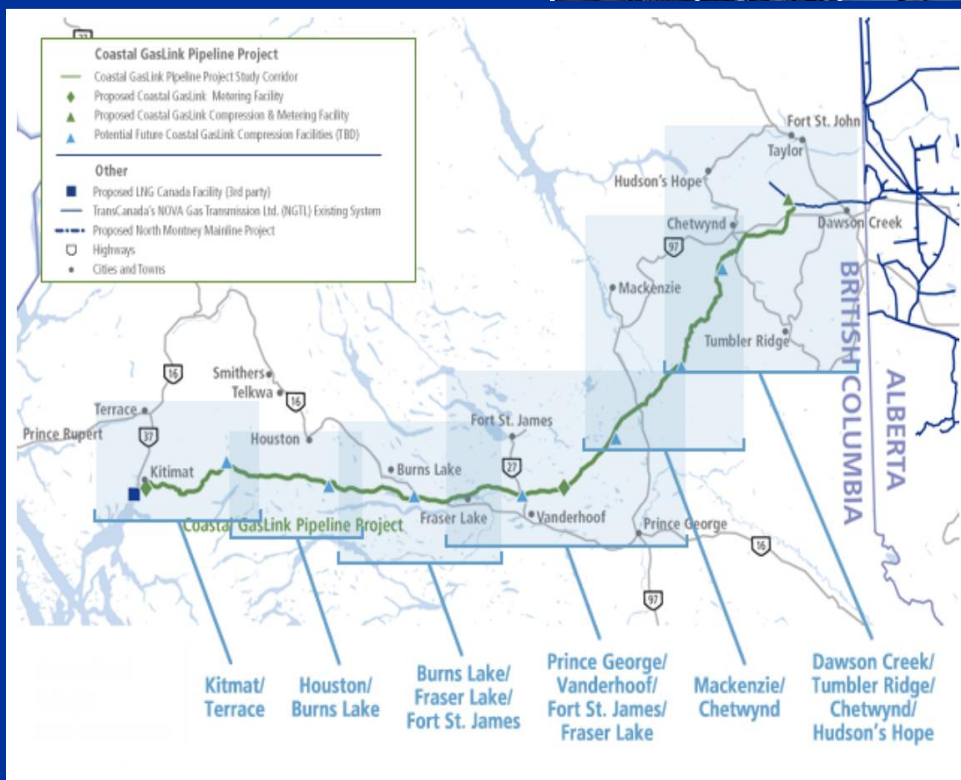 Coastal GasLink Pipeline Project
Coastal GasLink Pipeline Project Study Corridor
Proposed Coastal GasLink Metering Facility
Proposed Coastal GasLink Compression & Metering Facility
Potential Future Coastal GasLink Compression Facilities (TBD)
Other
Proposed LNG Canada Facility (3rd party)
TransCanada's NOVA Gas Transmission Ltd. (NGTL) Existing System
Proposed North Montney Mainline Project
Highways
Cities and Towns
Fort St. John
Taylor
Hudson's Hope
Chetwynd
Dawson Creek
97
Mackenzie
Tumbler Ridge
BRITISH COLUMBIA
ALBERTA
16
Smithers
Telkwa
16
Terrace
Prince Rupert
37
Houston
Fort St. James
Kitimat
Burns Lake
27
Coastal GasLink Pipeline Project
Fraser Lake
Vanderhoof
Prince George
16
97
Kitmat/
Terrace
Houston/
Burns Lake
Burns Lake/
Fraser Lake/
Fort St. James
Prince George/
Vanderhoof/
Fort St. James/
Fraser Lake
Mackenzie/
Chetwynd
Dawson Creek/
Tumbler Ridge/
Chetwynd/
Hudson's Hope